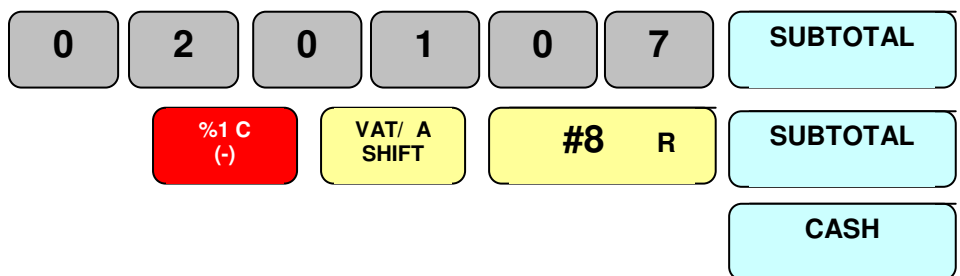 0 2 0 1 0 7 SUBTOTAL
%1 C
(-)
VAT/ A
SHIFT
#8 R
SUBTOTAL
CASH